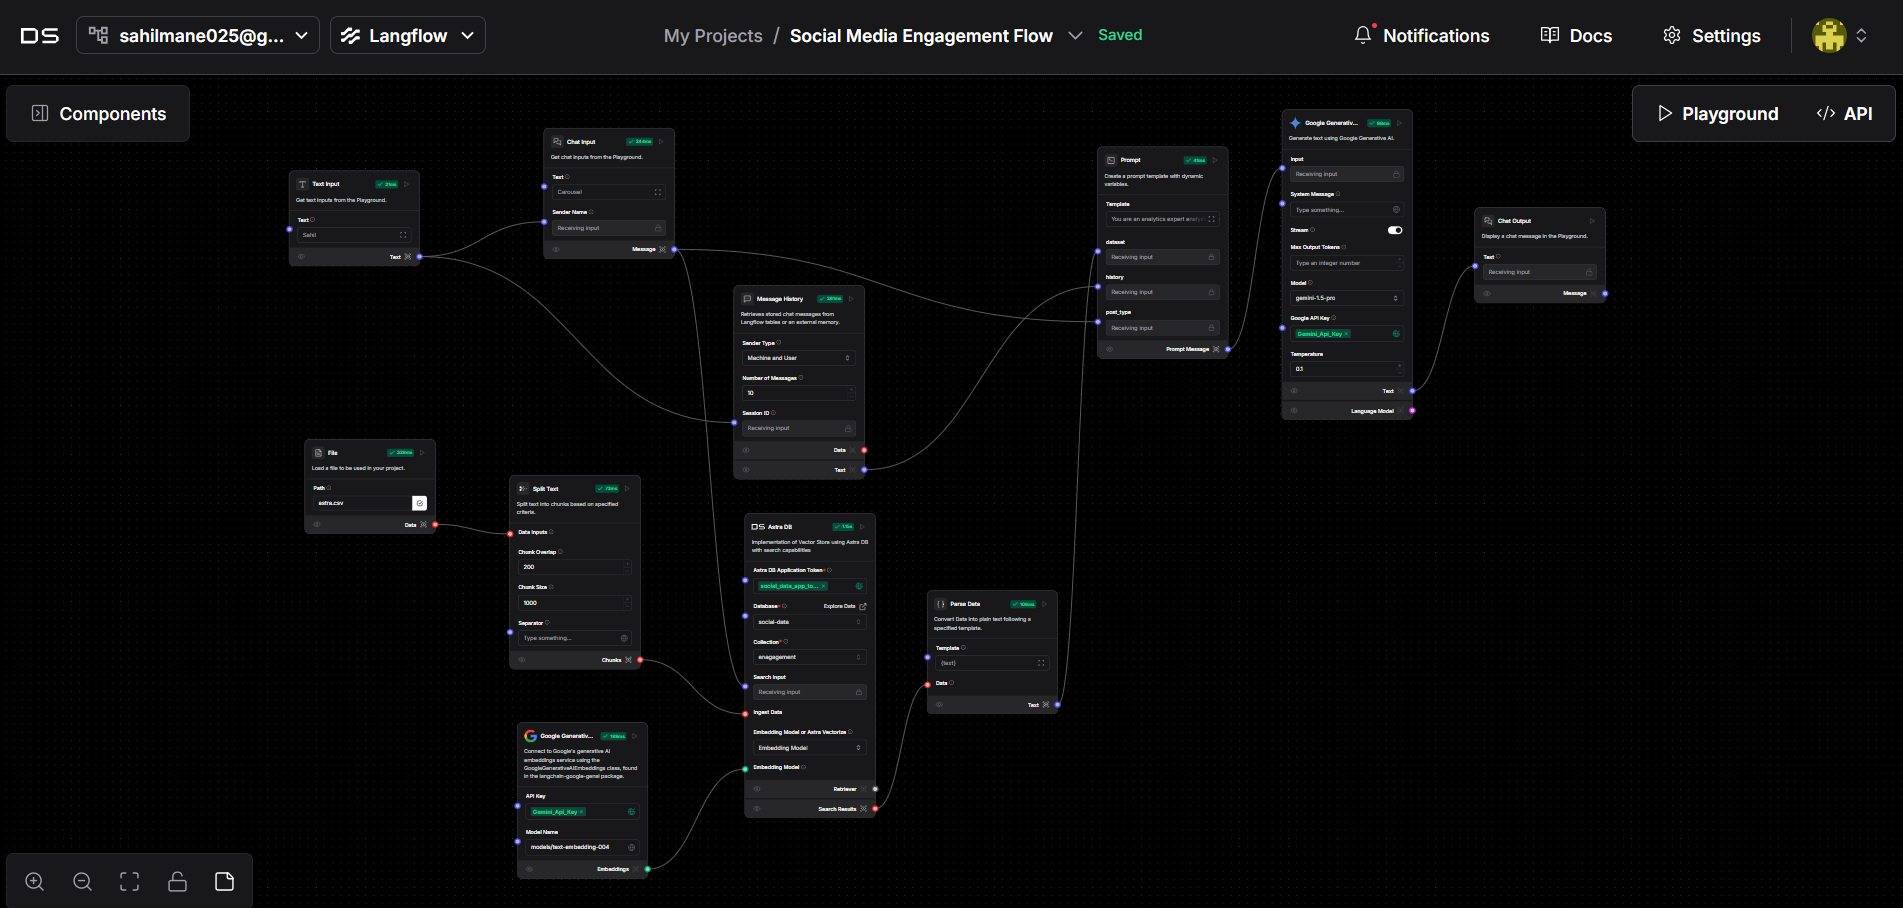 DS
sahilmane025@g...
Langflow
My Projects / Social Media Engagement Flow
Saved
Notifications
Docs
Settings
Components
Playground
API
Text Input
21ms
Get text inputs from the Playground.
Text
Sahil
Text
Chat Input
Get chat inputs from the Playground.
Text
Carousel
Sender Name
Receiving input
Message
Message History
Retrieves stored chat messages from
Langflow tables or an external memory.
Sender Type
Machine and User
Number of Messages
10
Session ID
Receiving input
Data
Text
File
Load a file to be used in your project.
Path
astra.csv
Data
Split Text
Split text into chunks based on specified
criteria.
Data Inputs
Chunk Overlap
200
Chunk Size
1000
Separator
Type something...
Chunks
Google Generativ...
Connect to Google's generative AI
embeddings service using the
GoogleGenerativeAIEmbeddings class, found
in the langchain-google-genai package.
API Key
Gemini_Api_Key ×
Model Name
models/text-embedding-004
Embeddings
DS Astra DB
Implementation of Vector Store using Astra DB
with search capabilities
Astra DB Application Token*
social_data_app_to... ×
Database*
Explore Data
social-data
Collection*
enagagement
Search Input
Receiving input
Ingest Data
Embedding Model or Astra Vectorize
Embedding Model
Embedding Model
Retriever
Search Results
Parse Data
Convert Data into plain text following a
specified template.
Template
{text}
Data
Text
Prompt
41ms
Create a prompt template with dynamic
variables.
Template
You are an analytics expert analyz
dataset
Receiving input
history
Receiving input
post_type
Receiving input
Prompt Message
Google Generativ...
Generate text using Google Generative AI.
Input
Receiving input
System Message
Type something...
Stream
Max Output Tokens
Type an integer number
Model
gemini-1.5-pro
Google API Key
Gemini_Api_Key ×
Temperature
0.1
Text
Language Model
Chat Output
Display a chat message in the Playground.
Text
Receiving input
Message